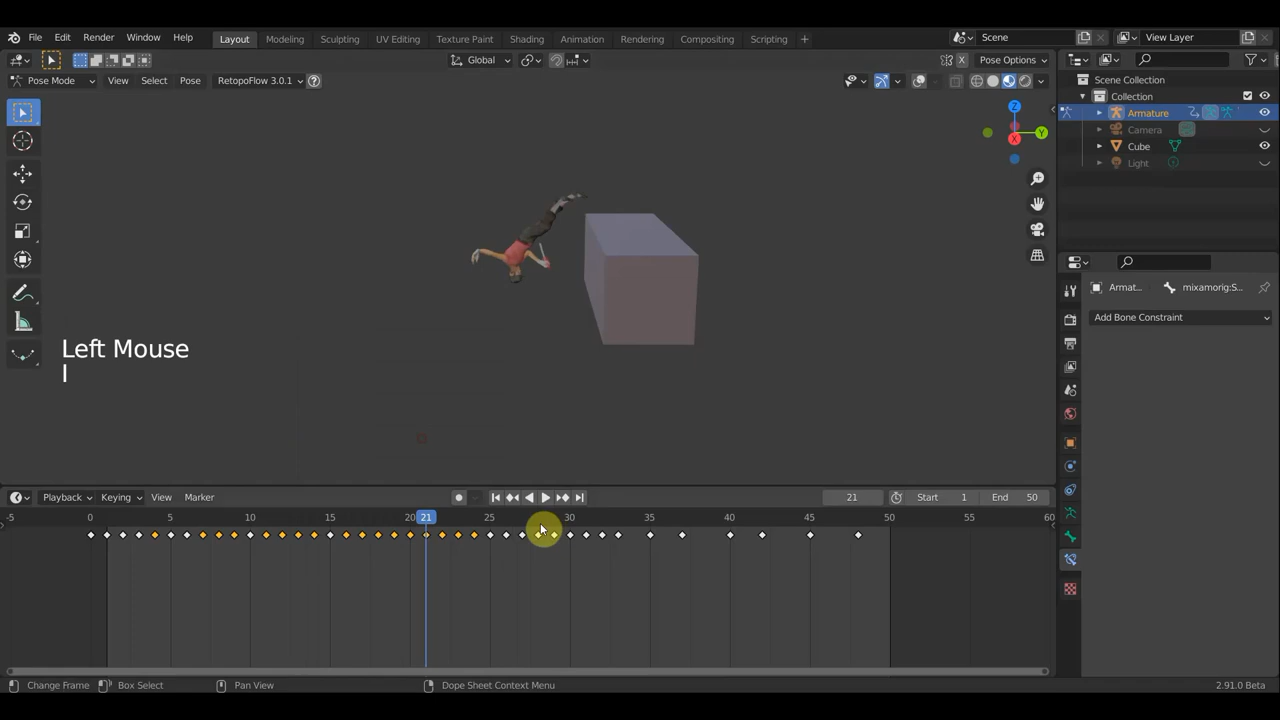 File Edit Render Window Help Layout Modeling Sculpting UV Editing Texture Paint Shading Animation Rendering Compositing Scripting + Scene View Layer
Global Pose Options
Pose Mode View Select Pose RetopoFlow 3.0.1
Scene Collection
Collection
Armature
Camera
Cube
Light
Z
Y
X
Armat... mixamorig:S...
Add Bone Constraint
Left Mouse
I
Playback Keying View Marker 21 Start 1 End 50
-5 0 5 10 15 20 21 25 30 35 40 45 50 55 60
Change Frame Box Select Pan View Dope Sheet Context Menu 2.91.0 Beta